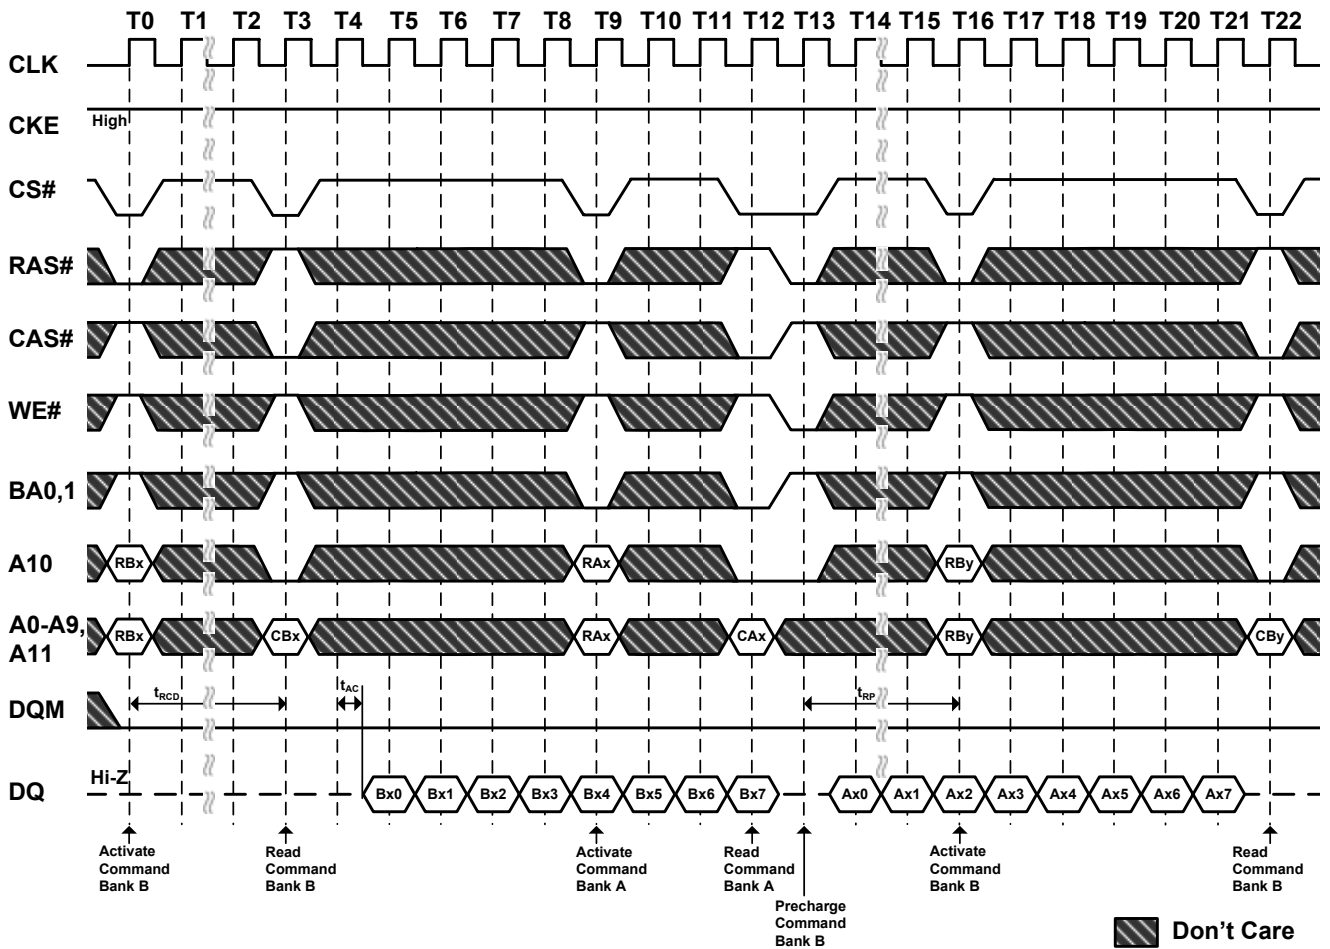 T0 T1 T2 T3 T4 T5 T6 T7 T8 T9 T10 T11 T12 T13 T14 T15 T16 T17 T18 T19 T20 T21 T22
CLK
CKE High
CS#
RAS#
CAS#
WE#
BA0,1
A10 RBx RAx RBy
A0-A9,
A11
RBx CBx RAx CAx RBy CBy
tRCD tAC tRP
DQM
Hi-Z
DQ Bx0 Bx1 Bx2 Bx3 Bx4 Bx5 Bx6 Bx7 Ax0 Ax1 Ax2 Ax3 Ax4 Ax5 Ax6 Ax7
Activate
Command
Bank B
Read
Command
Bank B
Activate
Command
Bank A
Read
Command
Bank A
Precharge
Command
Bank B
Activate
Command
Bank B
Read
Command
Bank B
Don't Care